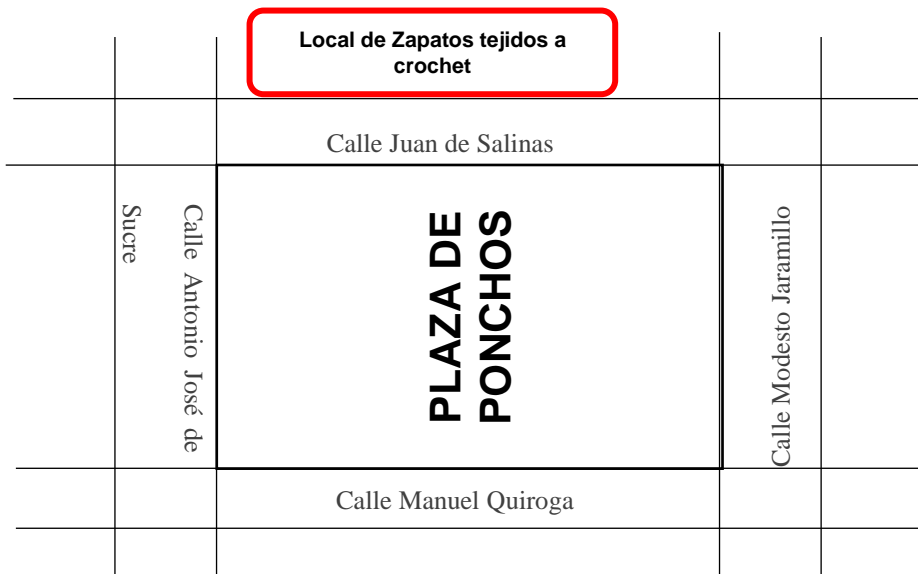 Local de Zapatos tejidos a
crochet
Calle Juan de Salinas
Calle Antonio José de
Sucre
PLAZA DE
PONCHOS
Calle Modesto Jaramillo
Calle Manuel Quiroga